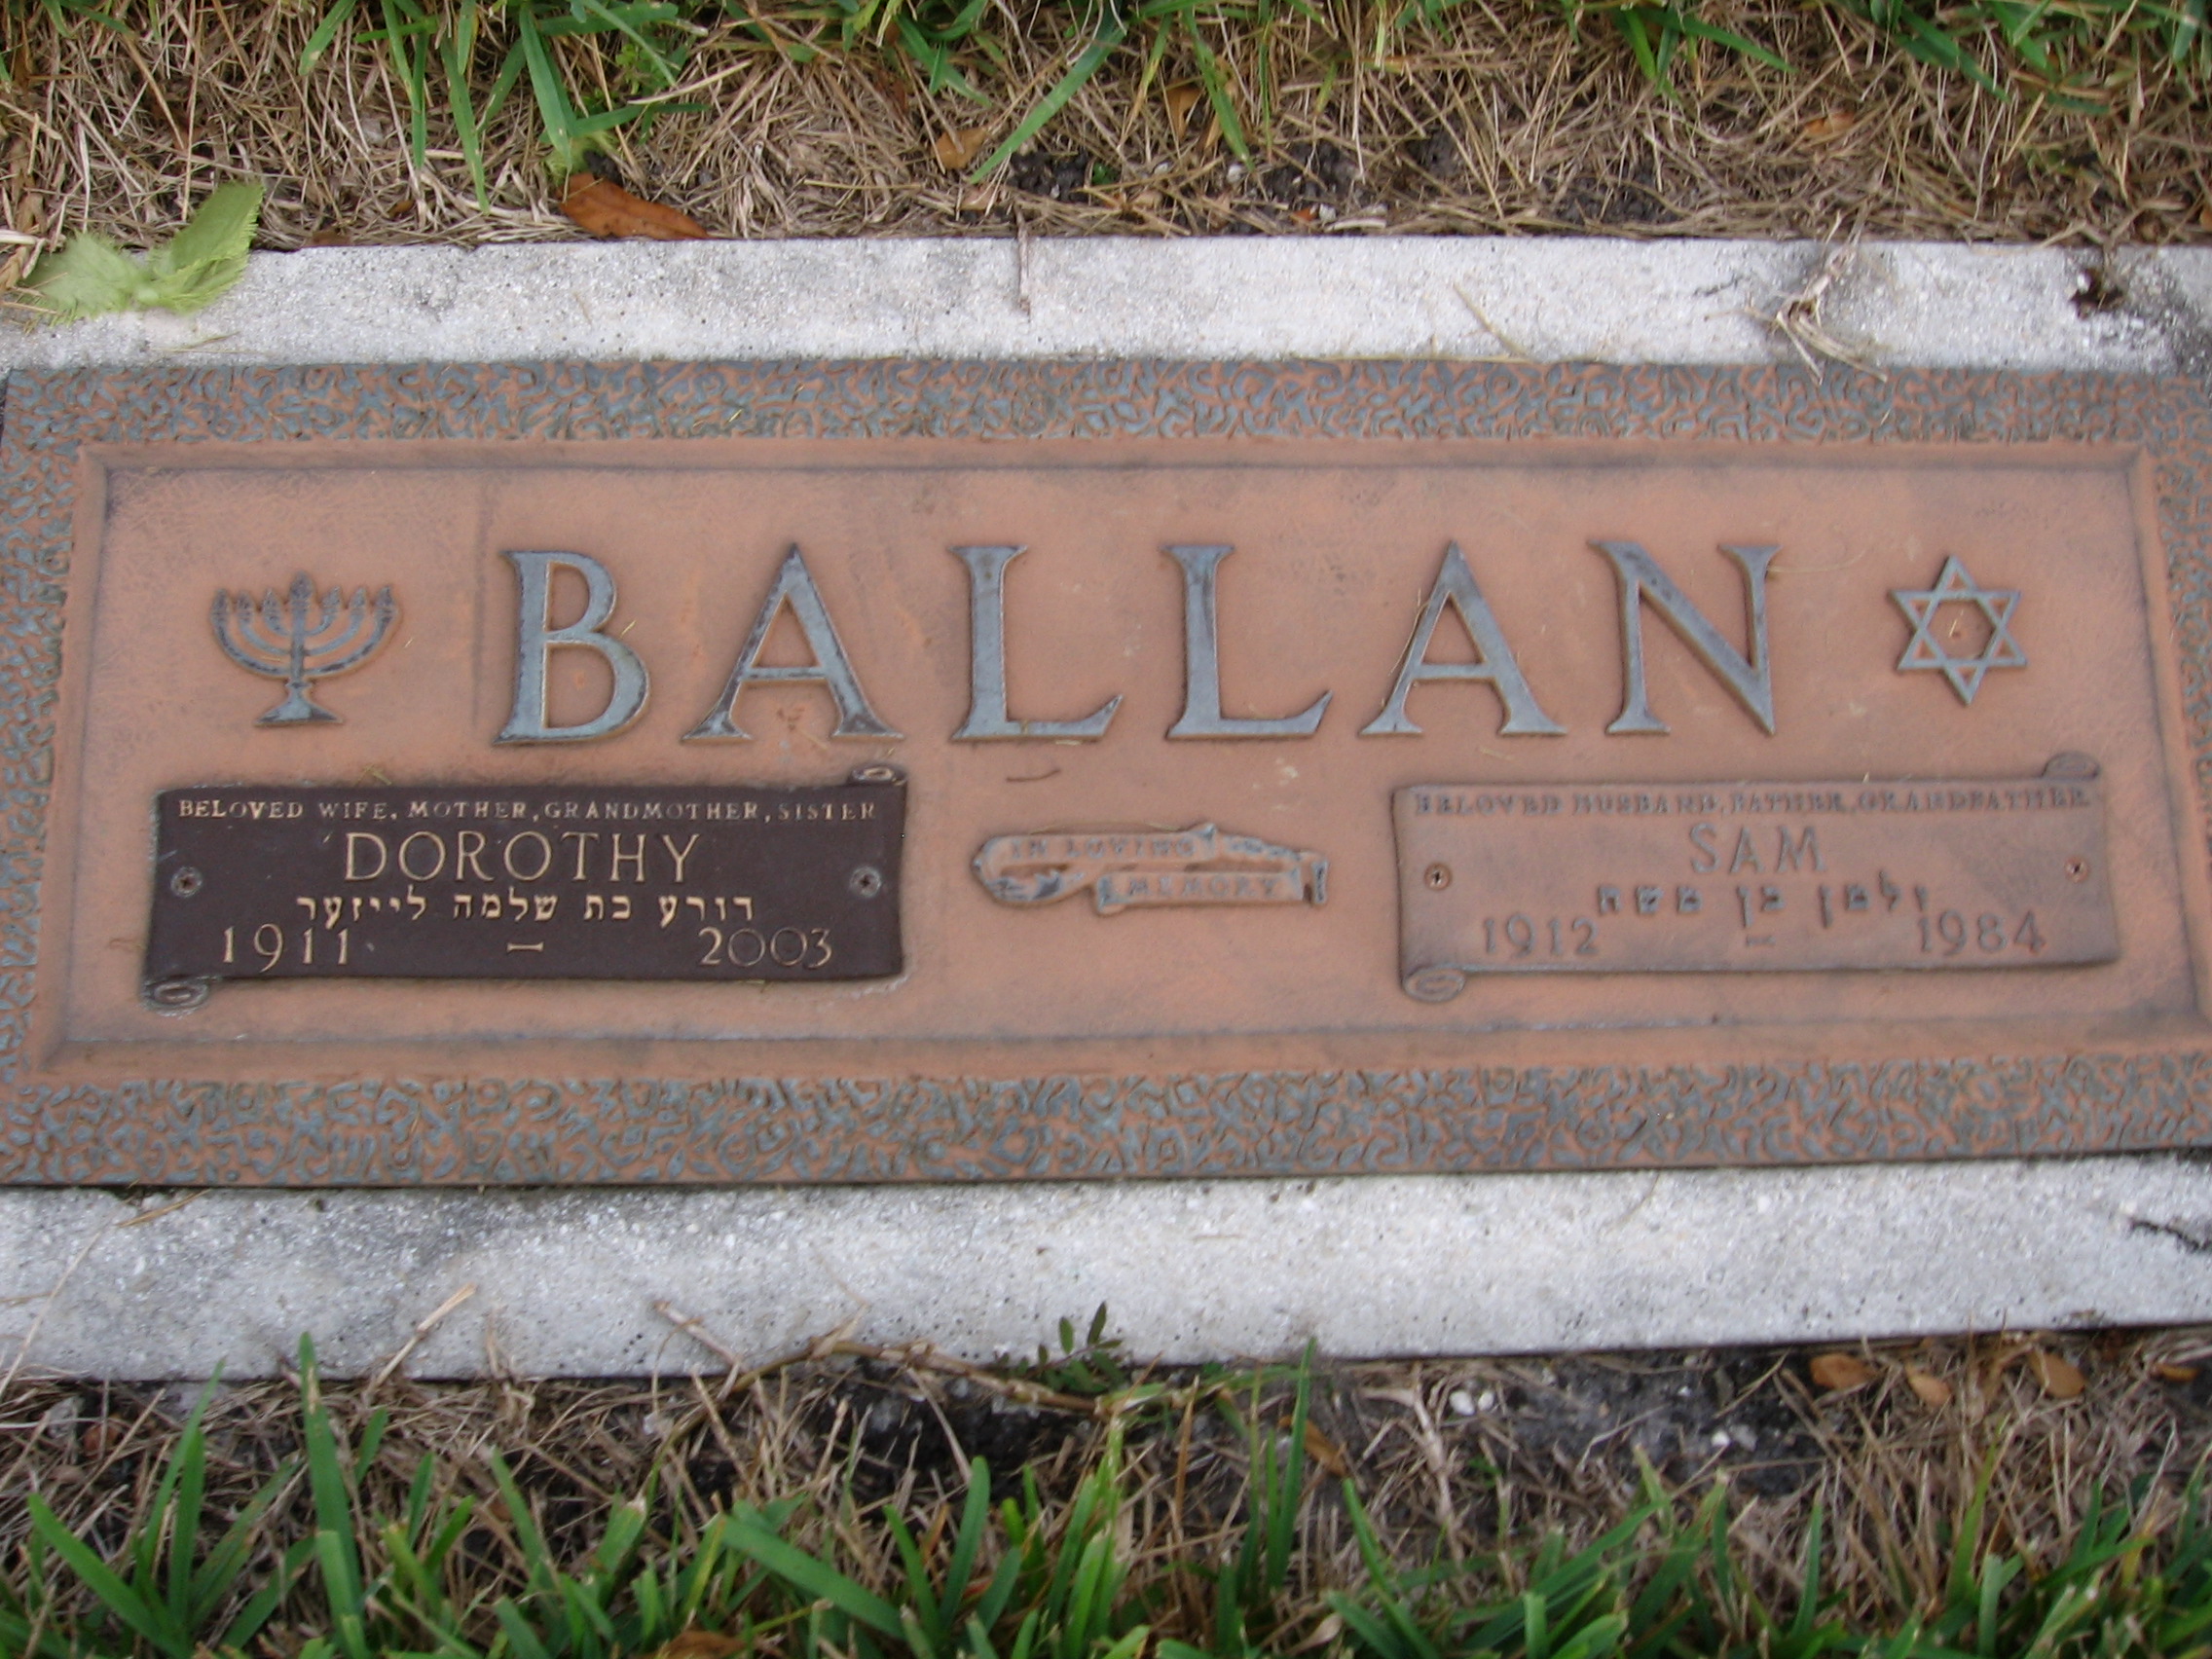 BALLAN
BELOVED WIFE, MOTHER, GRANDMOTHER, SISTER
DOROTHY
דורע בת שלמה לייזער
1911 – 2003
IN LOVING
MEMORY
BELOVED HUSBAND, FATHER, GRANDFATHER
SAM
זלמן בן משה
1912 – 1984